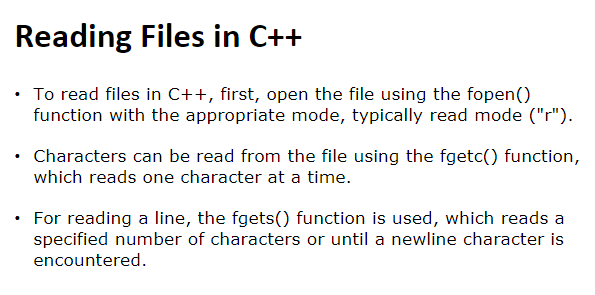 Reading Files in C++
• To read files in C++, first, open the file using the fopen()
function with the appropriate mode, typically read mode ("r").
• Characters can be read from the file using the fgetc() function,
which reads one character at a time.
• For reading a line, the fgets() function is used, which reads a
specified number of characters or until a newline character is
encountered.